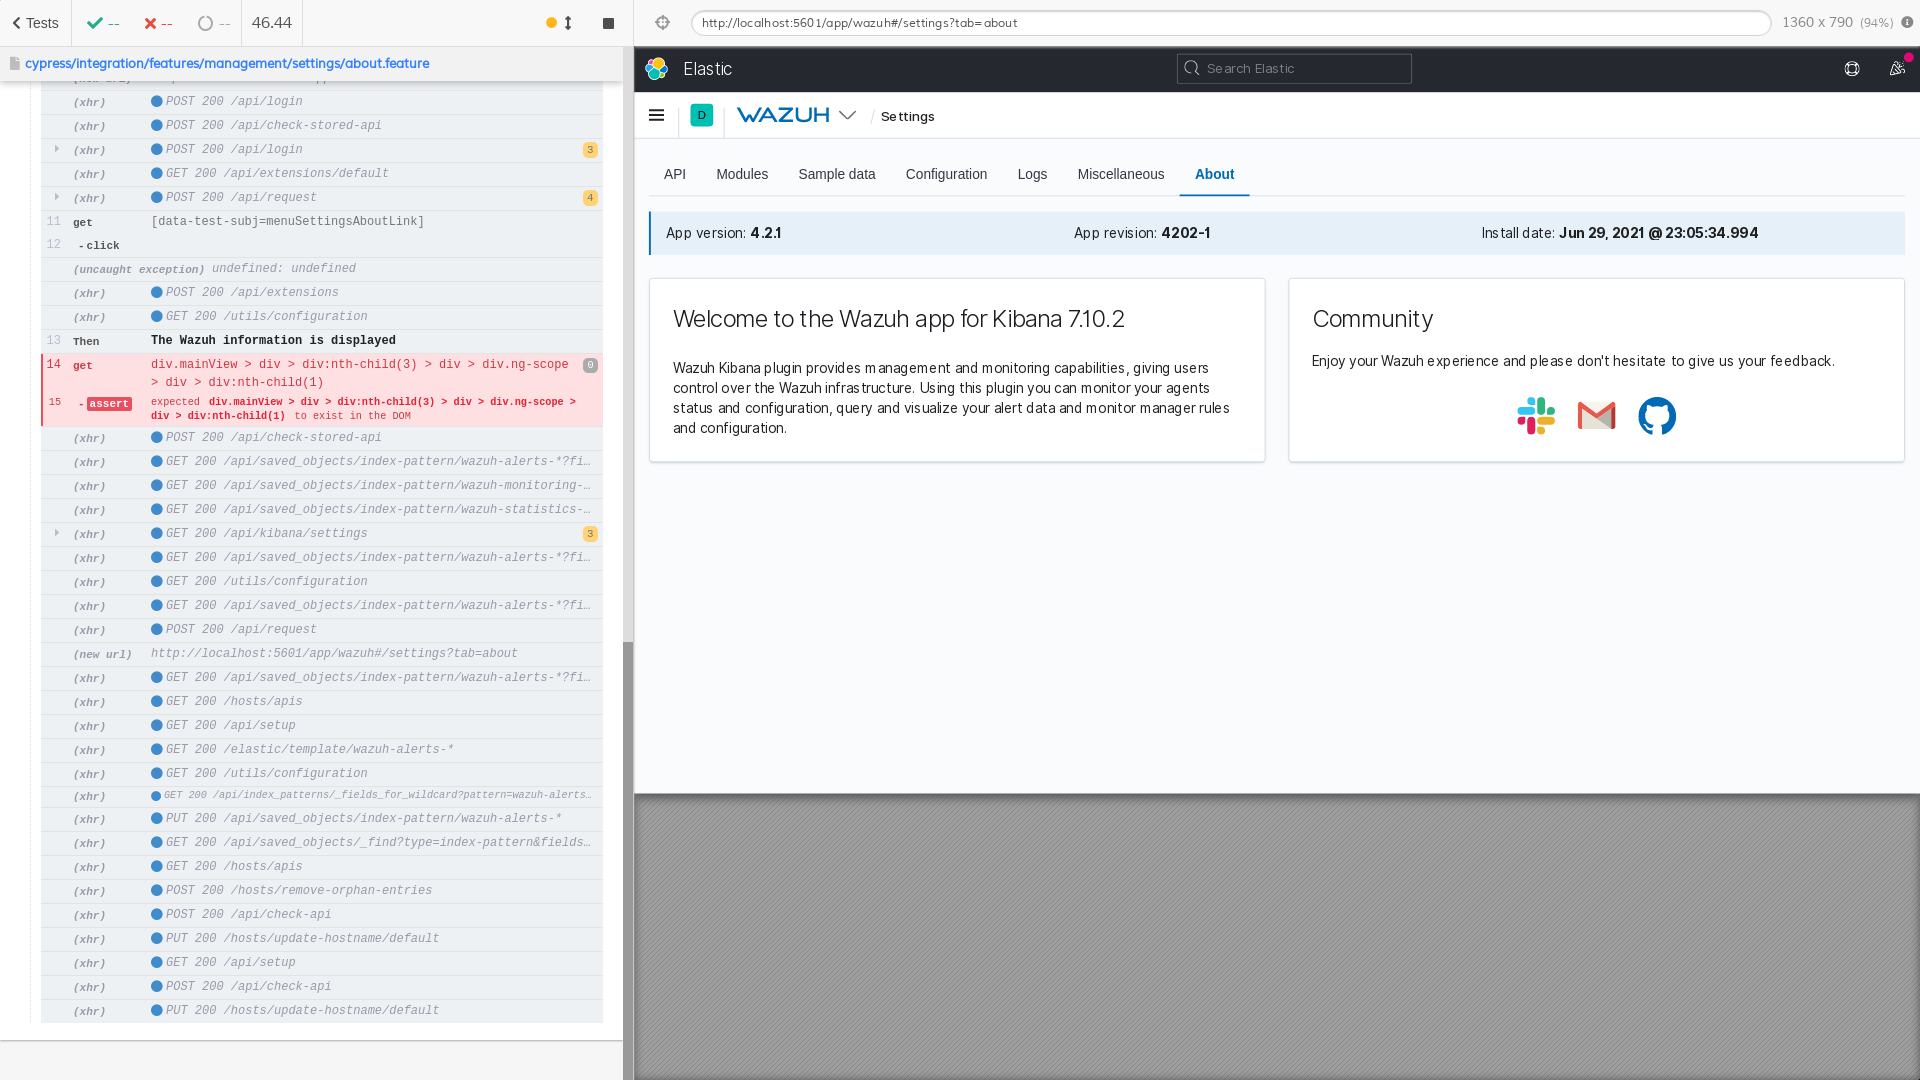 Tests
--
--
--
46.44
http://localhost:5601/app/wazuh#/settings?tab=about
1360 x 790 (94%)
cypress/integration/features/management/settings/about.feature
(xhr) POST 200 /api/login
(xhr) POST 200 /api/check-stored-api
(xhr) POST 200 /api/login 3
(xhr) GET 200 /api/extensions/default
(xhr) POST 200 /api/request 4
11 get [data-test-subj=menuSettingsAboutLink]
12 -click
(uncaught exception) undefined: undefined
(xhr) POST 200 /api/extensions
(xhr) GET 200 /utils/configuration
13 Then The Wazuh information is displayed
14 get div.mainView > div > div:nth-child(3) > div > div.ng-scope 0
> div > div:nth-child(1)
15 -assert expected div.mainView > div > div:nth-child(3) > div > div.ng-scope >
div > div:nth-child(1) to exist in the DOM
(xhr) POST 200 /api/check-stored-api
(xhr) GET 200 /api/saved_objects/index-pattern/wazuh-alerts-*?fi…
(xhr) GET 200 /api/saved_objects/index-pattern/wazuh-monitoring-…
(xhr) GET 200 /api/saved_objects/index-pattern/wazuh-statistics-…
(xhr) GET 200 /api/kibana/settings 3
(xhr) GET 200 /api/saved_objects/index-pattern/wazuh-alerts-*?fi…
(xhr) GET 200 /utils/configuration
(xhr) GET 200 /api/saved_objects/index-pattern/wazuh-alerts-*?fi…
(xhr) POST 200 /api/request
(new url) http://localhost:5601/app/wazuh#/settings?tab=about
(xhr) GET 200 /api/saved_objects/index-pattern/wazuh-alerts-*?fi…
(xhr) GET 200 /hosts/apis
(xhr) GET 200 /api/setup
(xhr) GET 200 /elastic/template/wazuh-alerts-*
(xhr) GET 200 /utils/configuration
(xhr) GET 200 /api/index_patterns/_fields_for_wildcard?pattern=wazuh-alerts…
(xhr) PUT 200 /api/saved_objects/index-pattern/wazuh-alerts-*
(xhr) GET 200 /api/saved_objects/_find?type=index-pattern&fields…
(xhr) GET 200 /hosts/apis
(xhr) POST 200 /hosts/remove-orphan-entries
(xhr) POST 200 /api/check-api
(xhr) PUT 200 /hosts/update-hostname/default
(xhr) GET 200 /api/setup
(xhr) POST 200 /api/check-api
(xhr) PUT 200 /hosts/update-hostname/default
Elastic
Search Elastic
D WAZUH / Settings
API Modules Sample data Configuration Logs Miscellaneous About
App version: 4.2.1 App revision: 4202-1 Install date: Jun 29, 2021 @ 23:05:34.994
Welcome to the Wazuh app for Kibana 7.10.2
Wazuh Kibana plugin provides management and monitoring capabilities, giving users
control over the Wazuh infrastructure. Using this plugin you can monitor your agents
status and configuration, query and visualize your alert data and monitor manager rules
and configuration.
Community
Enjoy your Wazuh experience and please don't hesitate to give us your feedback.